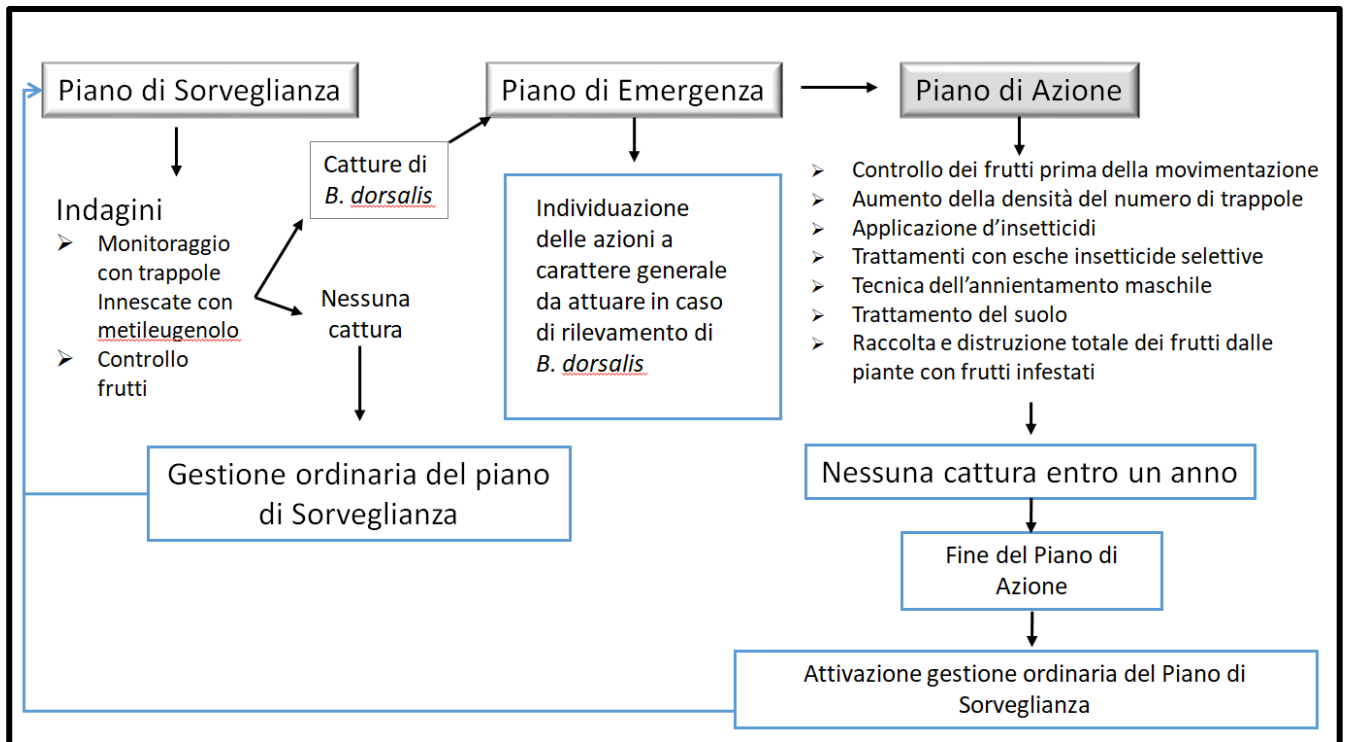 Piano di Sorveglianza
Indagini
➢ Monitoraggio
con trappole
Innescate con
metileugenolo
➢ Controllo
frutti
Catture di
B. dorsalis
Nessuna
cattura
Gestione ordinaria del piano
di Sorveglianza
Piano di Emergenza
Individuazione
delle azioni a
carattere generale
da attuare in caso
di rilevamento di
B. dorsalis
Piano di Azione
➢ Controllo dei frutti prima della movimentazione
➢ Aumento della densità del numero di trappole
➢ Applicazione d’insetticidi
➢ Trattamenti con esche insetticide selettive
➢ Tecnica dell’annientamento maschile
➢ Trattamento del suolo
➢ Raccolta e distruzione totale dei frutti dalle
piante con frutti infestati
Nessuna cattura entro un anno
Fine del Piano di
Azione
Attivazione gestione ordinaria del Piano di
Sorveglianza